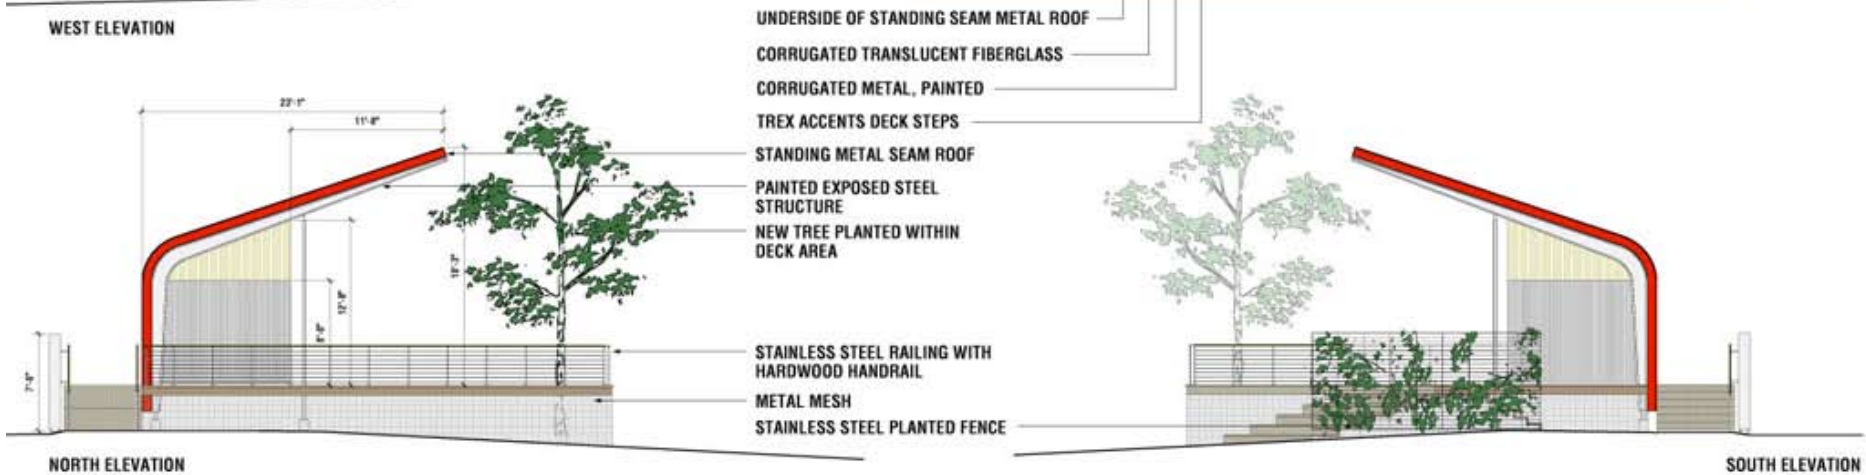 WEST ELEVATION
UNDERSIDE OF STANDING SEAM METAL ROOF
CORRUGATED TRANSLUCENT FIBERGLASS
CORRUGATED METAL, PAINTED
TREX ACCENTS DECK STEPS
STANDING METAL SEAM ROOF
PAINTED EXPOSED STEEL
STRUCTURE
NEW TREE PLANTED WITHIN
DECK AREA
STAINLESS STEEL RAILING WITH
HARDWOOD HANDRAIL
METAL MESH
STAINLESS STEEL PLANTED FENCE
23'-1"
NORTH ELEVATION
SOUTH ELEVATION